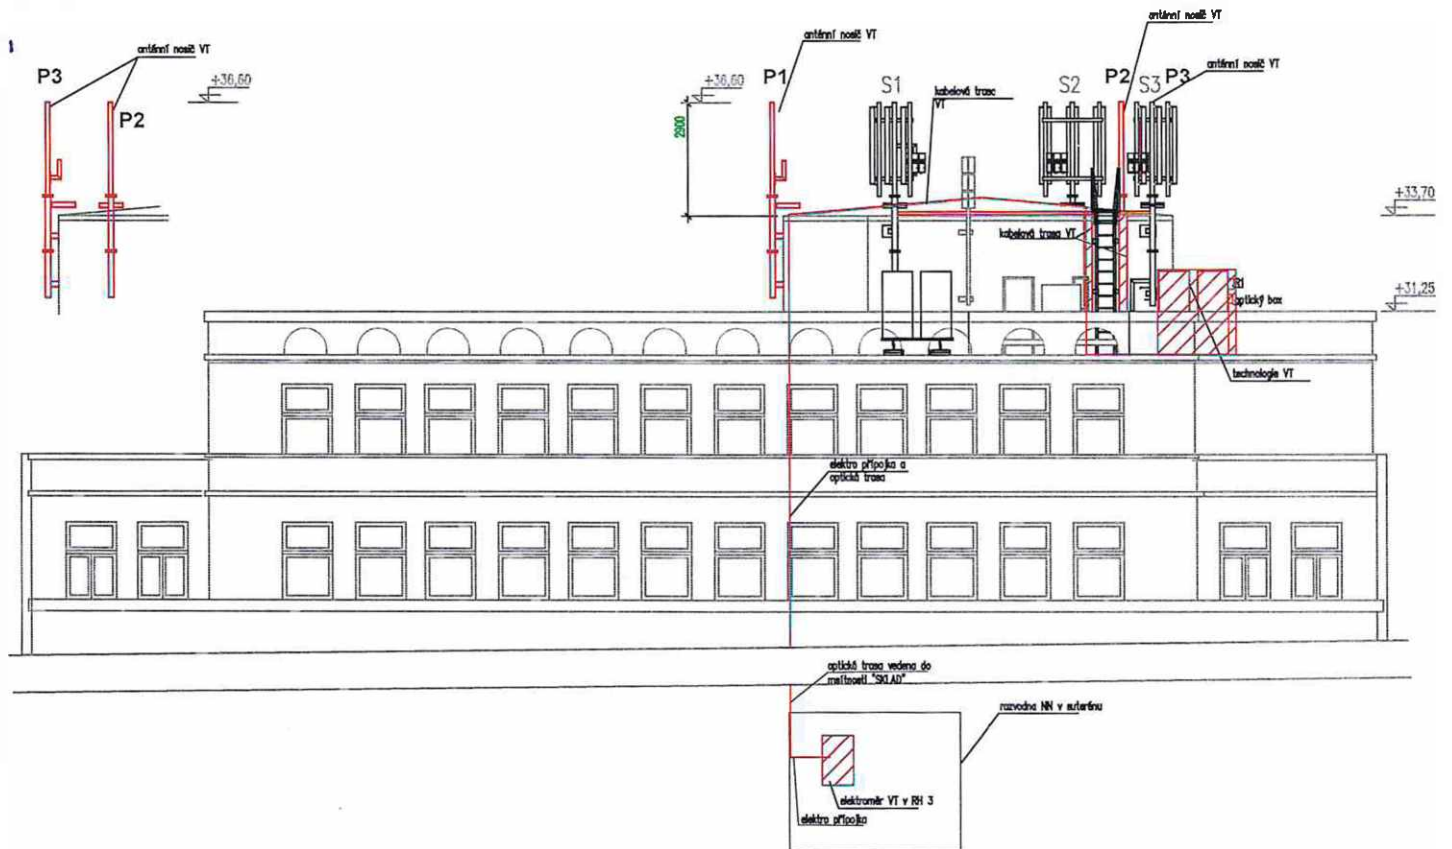 anténní nosič VT
anténní nosič VT
anténní nosič VT
anténní nosič VT
P3
P2
+36,60
+36,60
P1
S1
S2
P2
S3
P3
kabelová trasa
VT
2900
+33,70
kabelová trasa VT
+31,25
optický box
technologie VT
elektro přípojka a
optická trasa
optická trasa vedena do
místnosti "SKLAD"
rozvodna NN v suterénu
elektroměr VT v RH 3
elektro přípojka